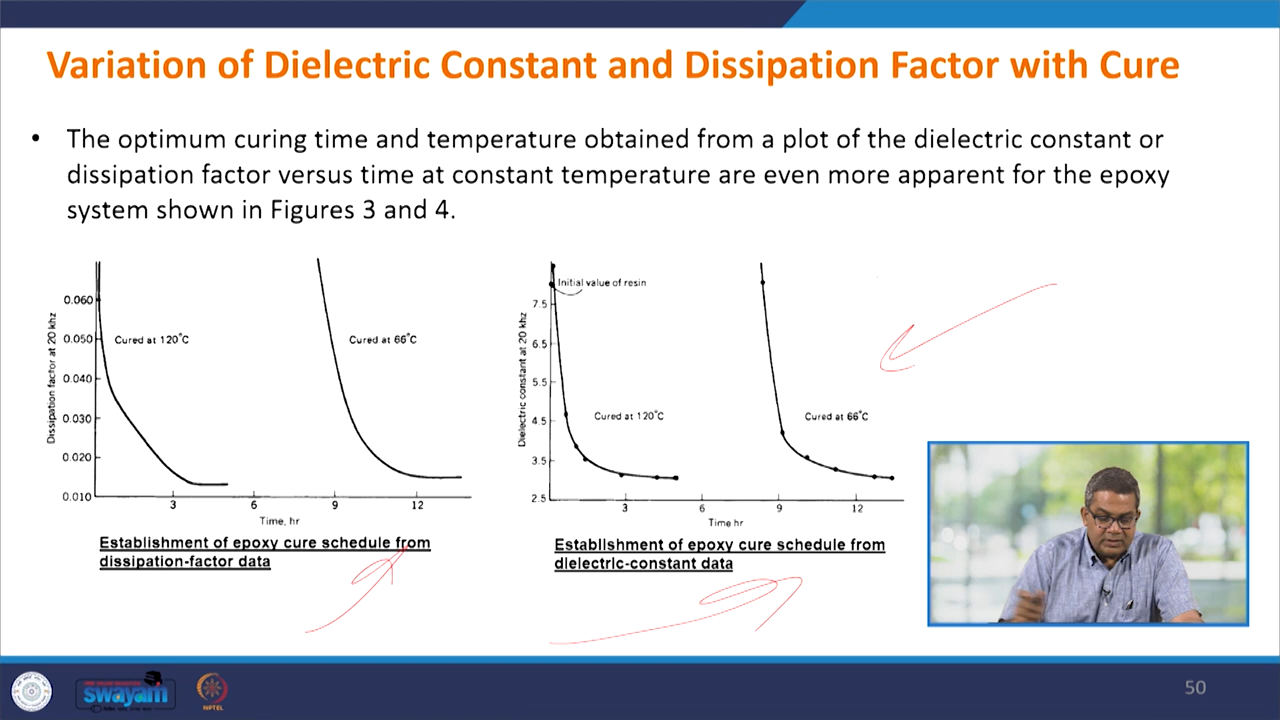 Variation of Dielectric Constant and Dissipation Factor with Cure
• The optimum curing time and temperature obtained from a plot of the dielectric constant or
dissipation factor versus time at constant temperature are even more apparent for the epoxy
system shown in Figures 3 and 4.
Dissipation factor at 20 khz
0.060
0.050
0.040
0.030
0.020
0.010
Cured at 120°C
Cured at 66°C
3
6
9
12
Time, hr
Establishment of epoxy cure schedule from
dissipation-factor data
Dielectric constant at 20 khz
Initial value of resin
7.5
6.5
5.5
4.5
3.5
2.5
Cured at 120°C
Cured at 66°C
3
6
9
12
Time hr
Establishment of epoxy cure schedule from
dielectric-constant data
swayam
NPTEL
50